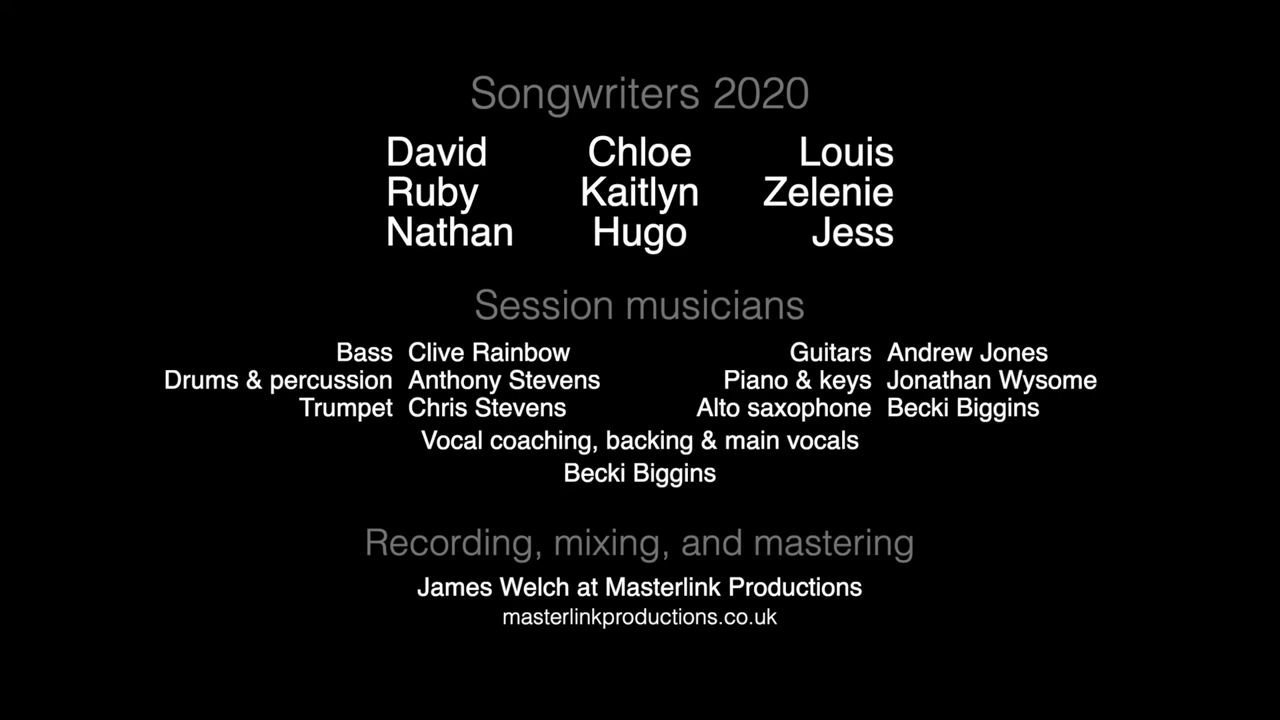 Songwriters 2020
David Chloe Louis
Ruby Kaitlyn Zelenie
Nathan Hugo Jess
Session musicians
Bass Clive Rainbow Guitars Andrew Jones
Drums & percussion Anthony Stevens Piano & keys Jonathan Wysome
Trumpet Chris Stevens Alto saxophone Becki Biggins
Vocal coaching, backing & main vocals
Becki Biggins
Recording, mixing, and mastering
James Welch at Masterlink Productions
masterlinkproductions.co.uk